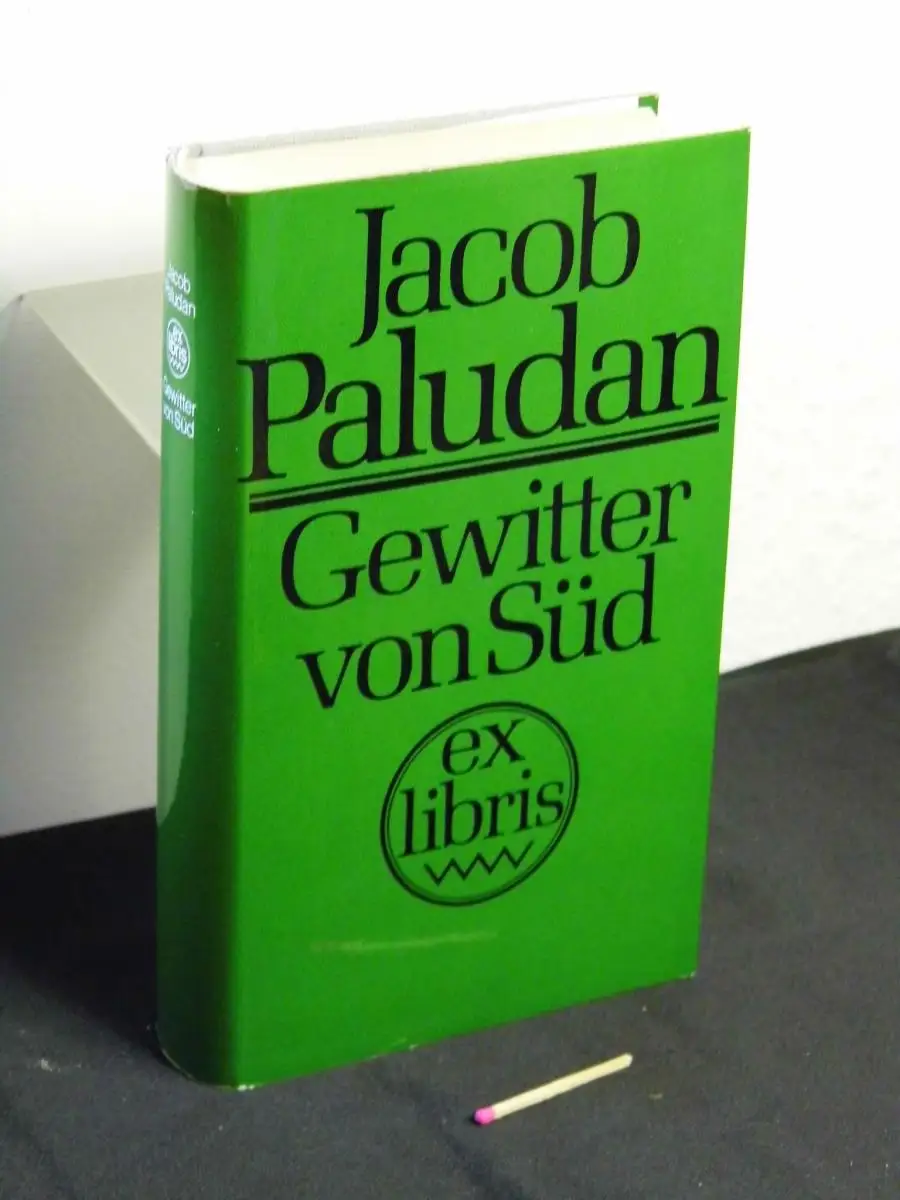 Jacob
Paludan
Gewitter
von Süd
ex
libris
Jacob
Paludan
ex
libris
Gewitter
von Süd